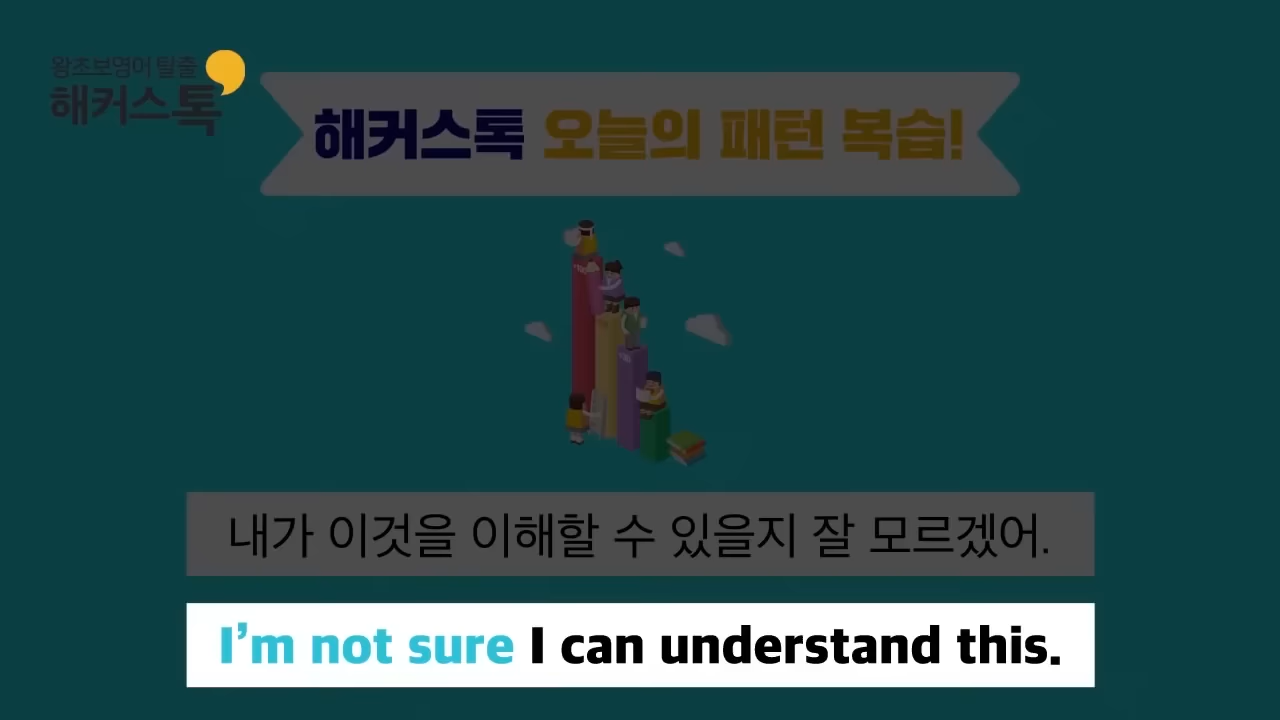 왕초보영어 탈출
해커스톡
해커스톡 오늘의 패턴 복습!
내가 이것을 이해할 수 있을지 잘 모르겠어.
I'm not sure I can understand this.